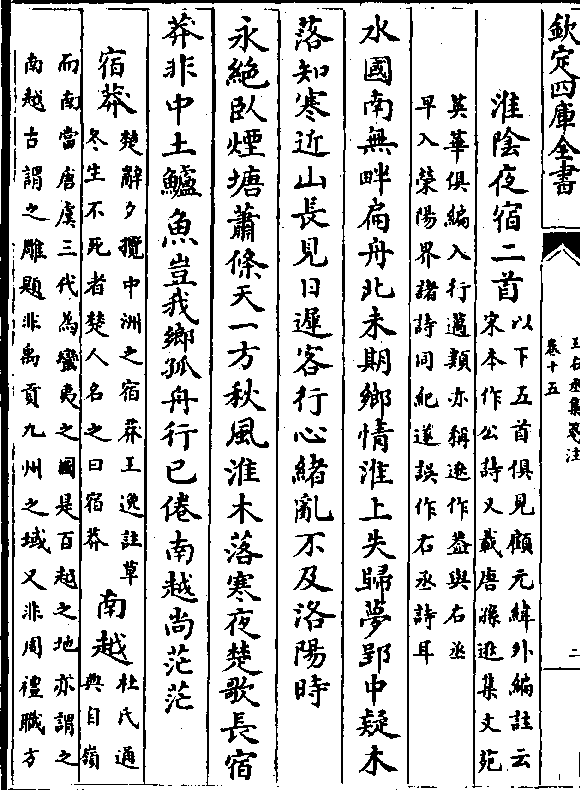 欽定四庫全書
王右丞集箋注
卷十五
二
淮陰夜宿二首
以下五首俱見顧元緯外編註云
宋本作公詩又載唐孫逖集文苑
英華俱編入行邁類亦稱逖作葢與右丞
早入滎陽界諸詩同紀遂誤作右丞詩耳
水國南無畔扁舟北未期鄉情淮上失歸夢郢中疑木
落知寒近山長見日遲客行心緒亂不及洛陽時
永絶臥煙塘蕭條天一方秋風淮木落寒夜楚歌長宿
莽非中土鱸魚豈我鄉孤舟行已倦南越尚茫茫
宿莽
楚辭夕攬中洲之宿莽王逸註草
冬生不死者楚人名之曰宿莽
南越
杜氏通
典自嶺
而南當唐虞三代為蠻夷之國是百越之地亦謂之
南越古謂之雕題非禹貢九州之域又非周禮職方